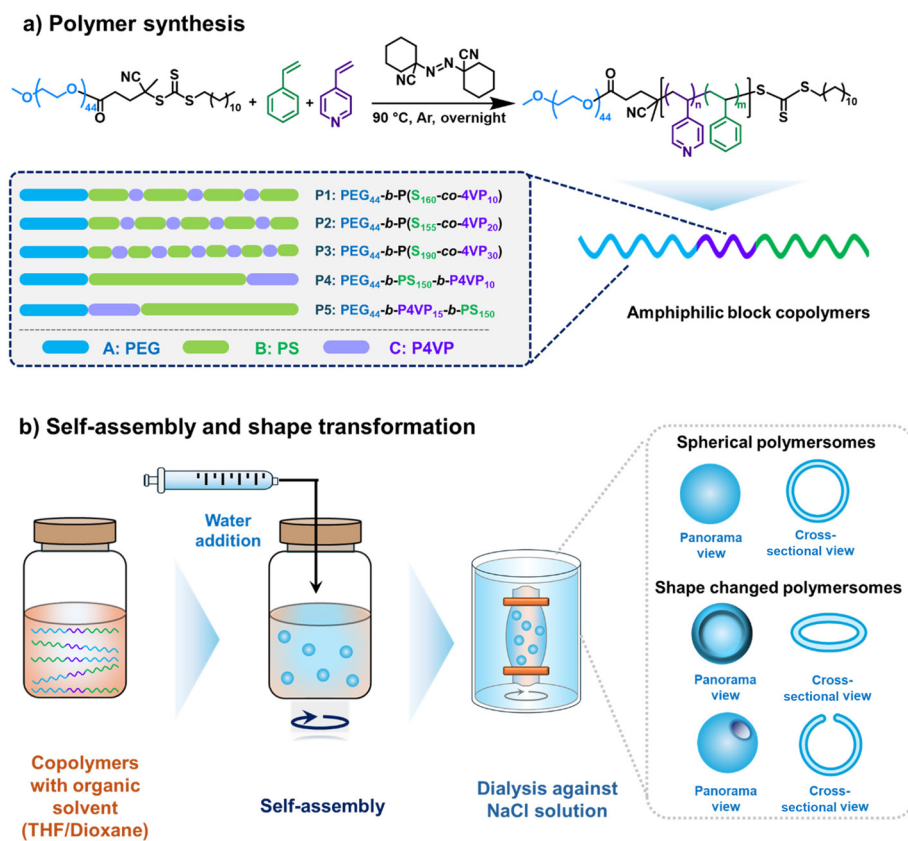 a) Polymer synthesis
NC
S
O
O
44
O
S
S
10
+
+
N
CN
N=N
NC
90 °C, Ar, overnight
O
O
O
44
NC
n
m
S
S
S
10
N
P1: PEG44-b-P(S160-co-4VP10)
P2: PEG44-b-P(S155-co-4VP20)
P3: PEG44-b-P(S190-co-4VP30)
P4: PEG44-b-PS150-b-P4VP10
P5: PEG44-b-P4VP15-b-PS150
A: PEG
B: PS
C: P4VP
Amphiphilic block copolymers
b) Self-assembly and shape transformation
Water
addition
Copolymers
with organic
solvent
(THF/Dioxane)
Self-assembly
Dialysis against
NaCl solution
Spherical polymersomes
Panorama
view
Cross-
sectional view
Shape changed polymersomes
Panorama
view
Cross-
sectional view
Panorama
view
Cross-
sectional view